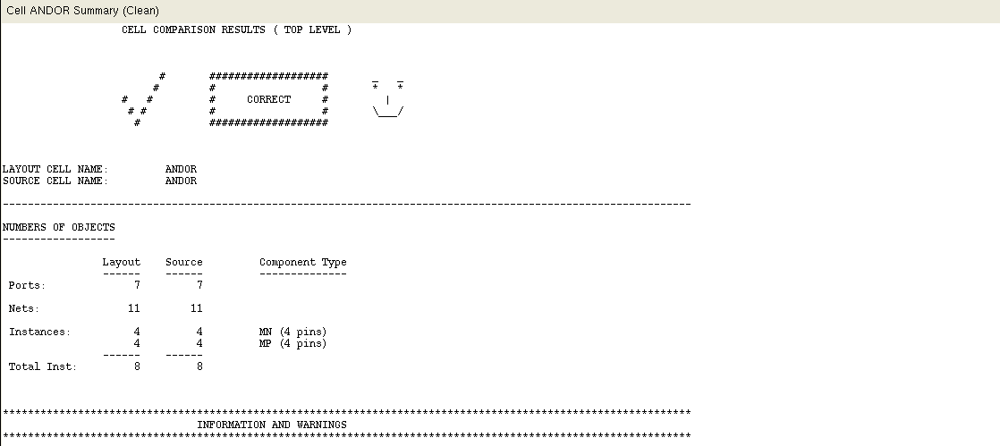 Cell ANDOR Summary (Clean)
CELL COMPARISON RESULTS ( TOP LEVEL )
# ################### _ _
# # # * *
# # # CORRECT # |
# # # # \___/
# ###################
LAYOUT CELL NAME: ANDOR
SOURCE CELL NAME: ANDOR
--------------------------------------------------------------------------------------------------------------
NUMBERS OF OBJECTS
------------------
Layout Source Component Type
------ ------ --------------
Ports: 7 7
Nets: 11 11
Instances: 4 4 MN (4 pins)
4 4 MP (4 pins)
------ ------
Total Inst: 8 8
**************************************************************************************************************
INFORMATION AND WARNINGS
**************************************************************************************************************